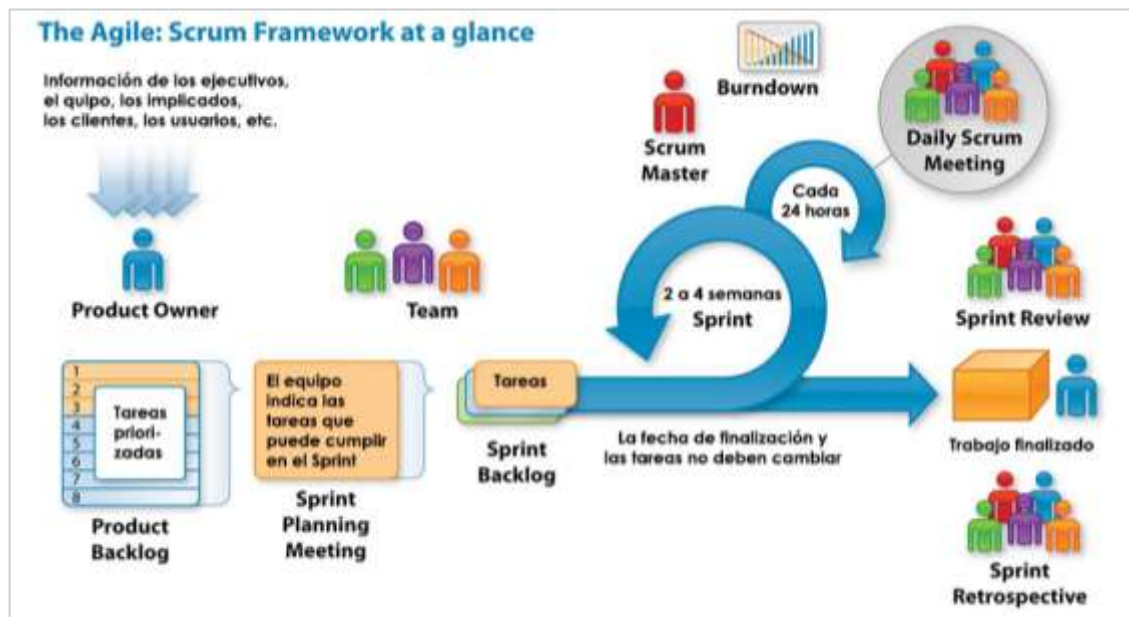 The Agile: Scrum Framework at a glance
Información de los ejecutivos,
el quipo, los implicados,
los clientes, los usuarios, etc.
Burndown
Scrum
Master
Daily Scrum
Meeting
Cada
24 horas
Product Owner
Team
2 a 4 semanas
Sprint
Sprint Review
1
2
3
4
5
6
7
8
Tareas
priori-
zadas
El equipo
indica las
tareas que
puede cumplir
en el Sprint
Tareas
Sprint
Backlog
La fecha de finalización y
las tareas no deben cambiar
Trabajo finalizado
Product
Backlog
Sprint
Planning
Meeting
Sprint
Retrospective